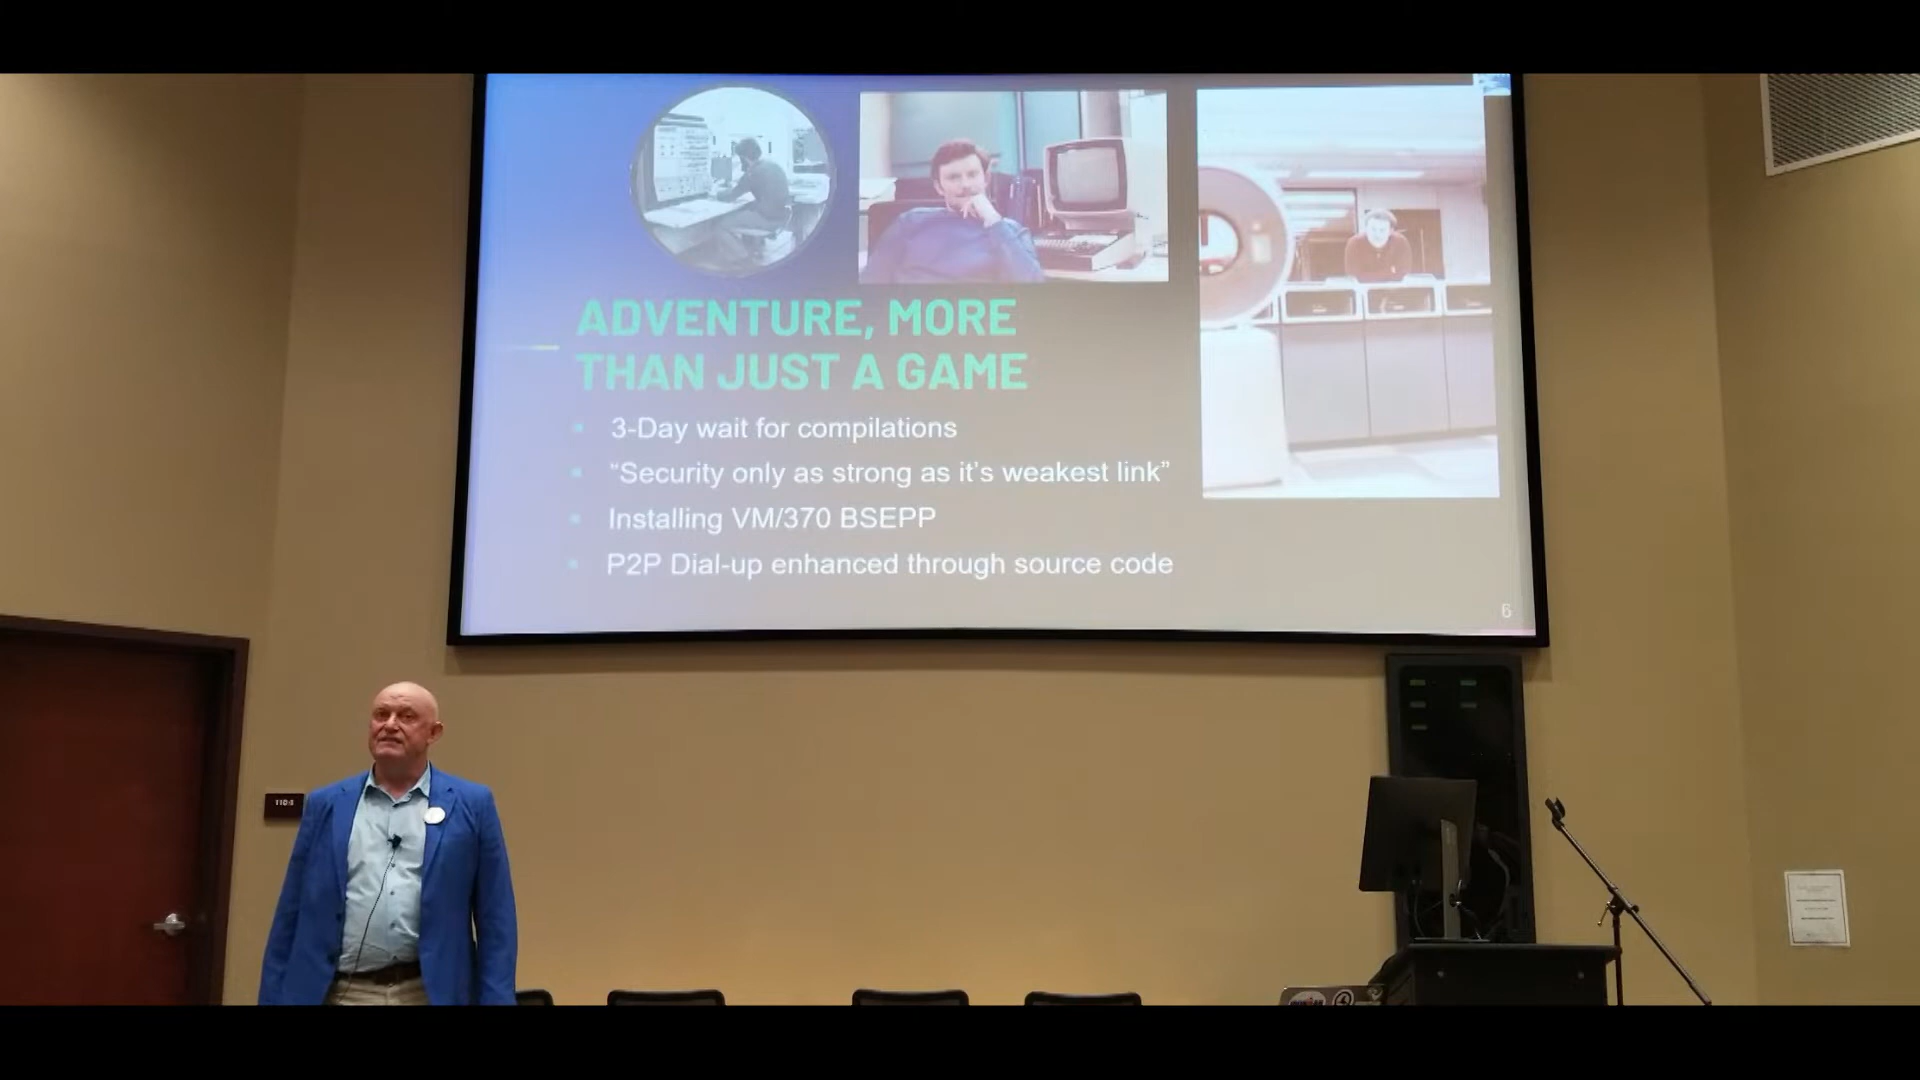 ADVENTURE, MORE
THAN JUST A GAME
3-Day wait for compilations
“Security only as strong as it’s weakest link”
Installing VM/370 BSEPP
P2P Dial-up enhanced through source code
6